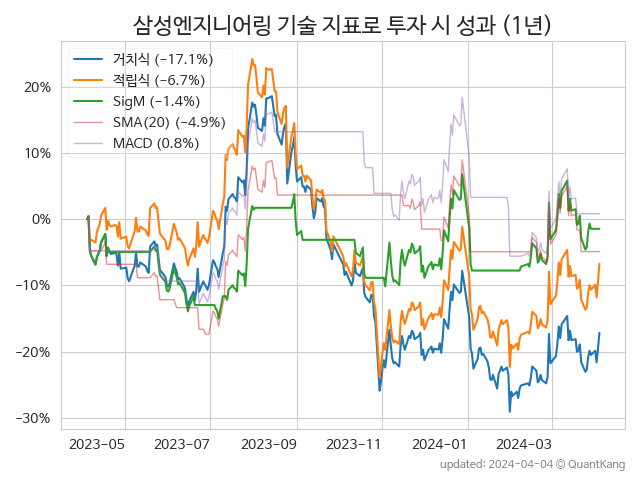 삼성엔지니어링 기술 지표로 투자 시 성과 (1년)
거치식 (−17.1%)
적립식 (−6.7%)
SigM (−1.4%)
SMA(20) (−4.9%)
MACD (0.8%)
20%
10%
0%
−10%
−20%
−30%
2023-05 2023-07 2023-09 2023-11 2024-01 2024-03
updated: 2024-04-04 © QuantKang